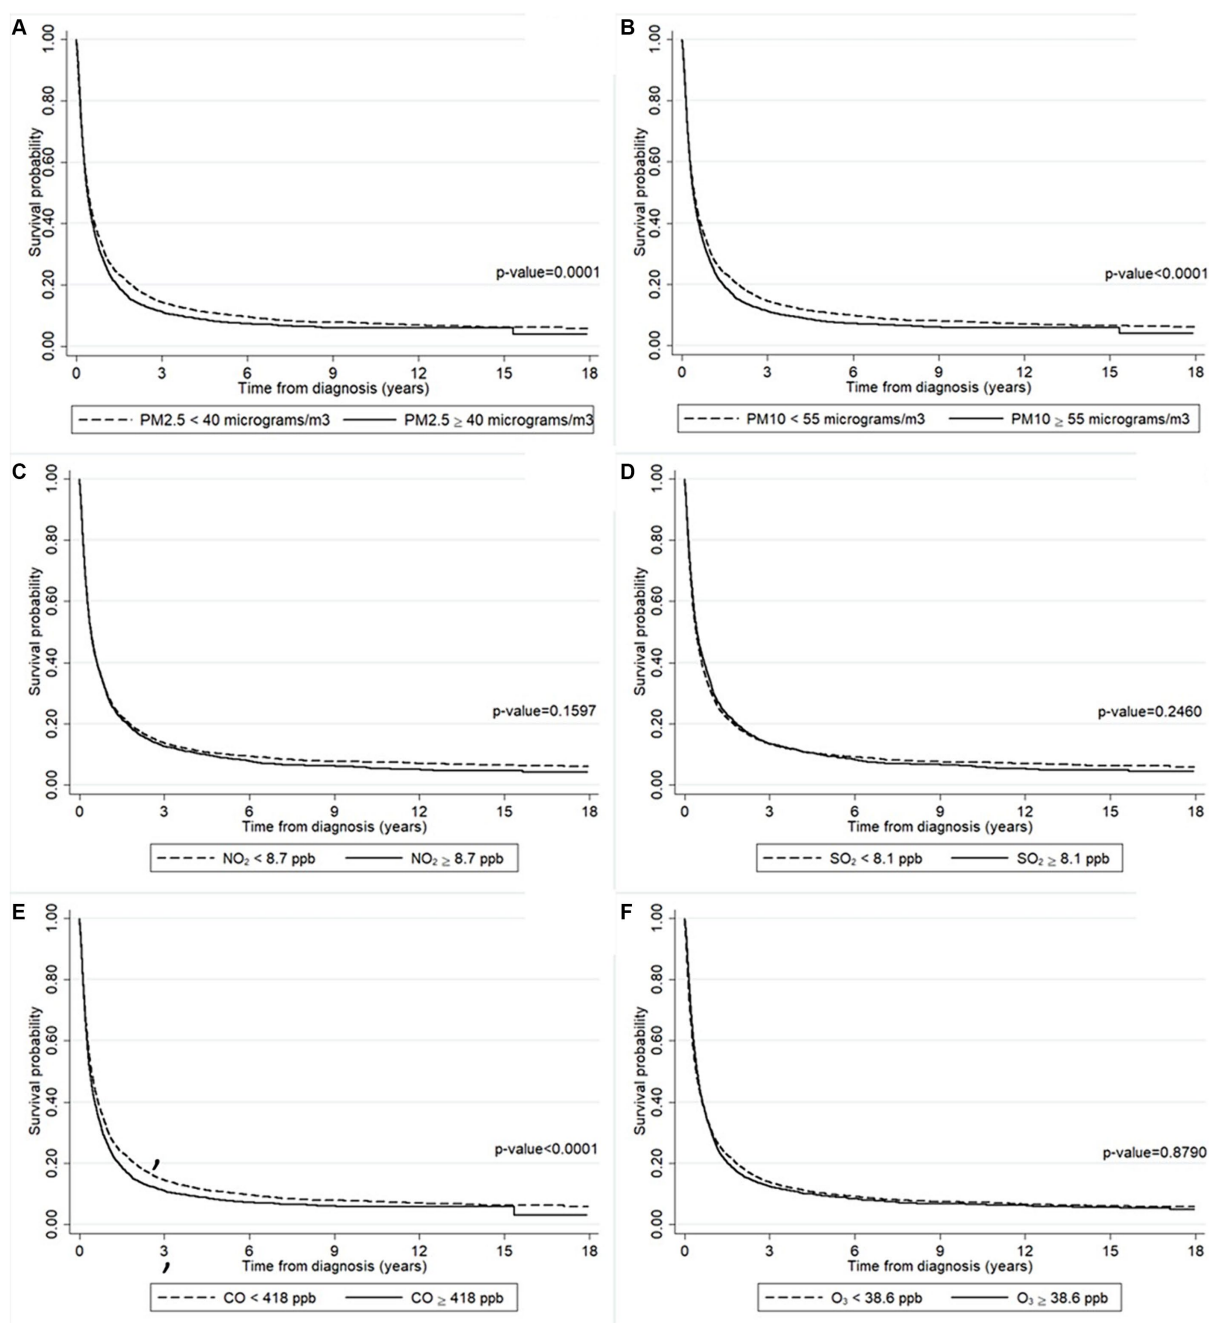 A
Survival probability
1.00
0.80
0.60
0.40
0.20
0.00
p-value=0.0001
0 3 6 9 12 15 18
Time from diagnosis (years)
PM2.5 < 40 micrograms/m3 PM2.5 ≥ 40 micrograms/m3
B
Survival probability
1.00
0.80
0.60
0.40
0.20
0.00
p-value<0.0001
0 3 6 9 12 15 18
Time from diagnosis (years)
PM10 < 55 micrograms/m3 PM10 ≥ 55 micrograms/m3
C
Survival probability
1.00
0.80
0.60
0.40
0.20
0.00
p-value=0.1597
0 3 6 9 12 15 18
Time from diagnosis (years)
NO₂ < 8.7 ppb NO₂ ≥ 8.7 ppb
D
Survival probability
1.00
0.80
0.60
0.40
0.20
0.00
p-value=0.2460
0 3 6 9 12 15 18
Time from diagnosis (years)
SO₂ < 8.1 ppb SO₂ ≥ 8.1 ppb
E
Survival probability
1.00
0.80
0.60
0.40
0.20
0.00
,
p-value<0.0001
0 3 6 9 12 15 18
,
Time from diagnosis (years)
CO < 418 ppb CO ≥ 418 ppb
F
Survival probability
1.00
0.80
0.60
0.40
0.20
0.00
p-value=0.8790
0 3 6 9 12 15 18
Time from diagnosis (years)
O₃ < 38.6 ppb O₃ ≥ 38.6 ppb